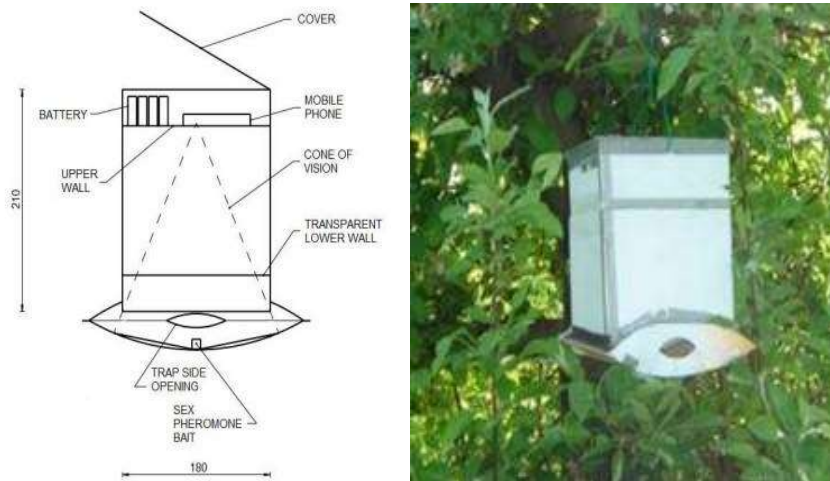 COVER
BATTERY
MOBILE
PHONE
UPPER
WALL
CONE OF
VISION
210
TRANSPARENT
LOWER WALL
TRAP SIDE
OPENING
SEX
PHEROMONE
BAIT
180